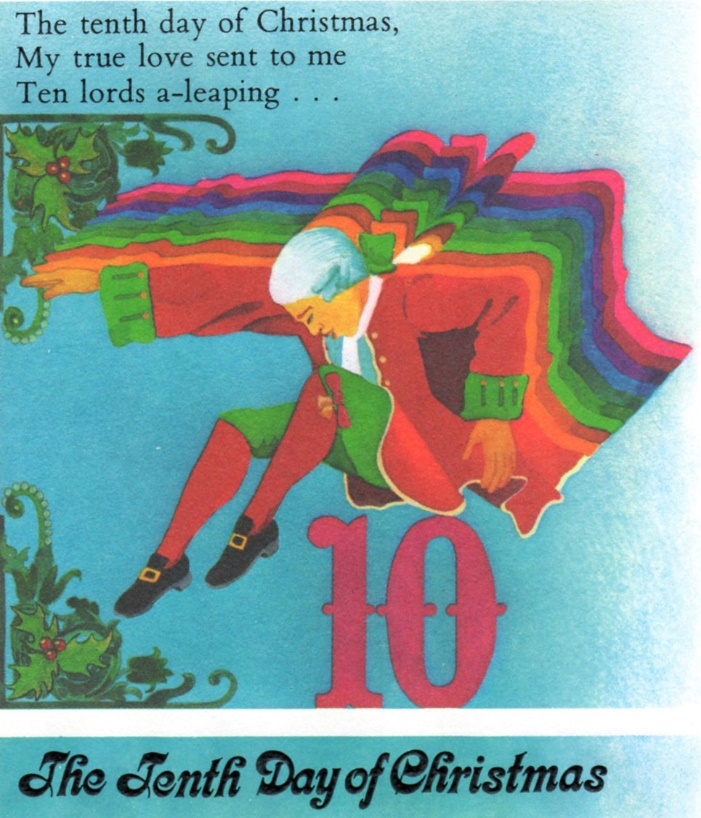 The tenth day of Christmas,
My true love sent to me
Ten lords a-leaping . . .
10
The Tenth Day of Christmas